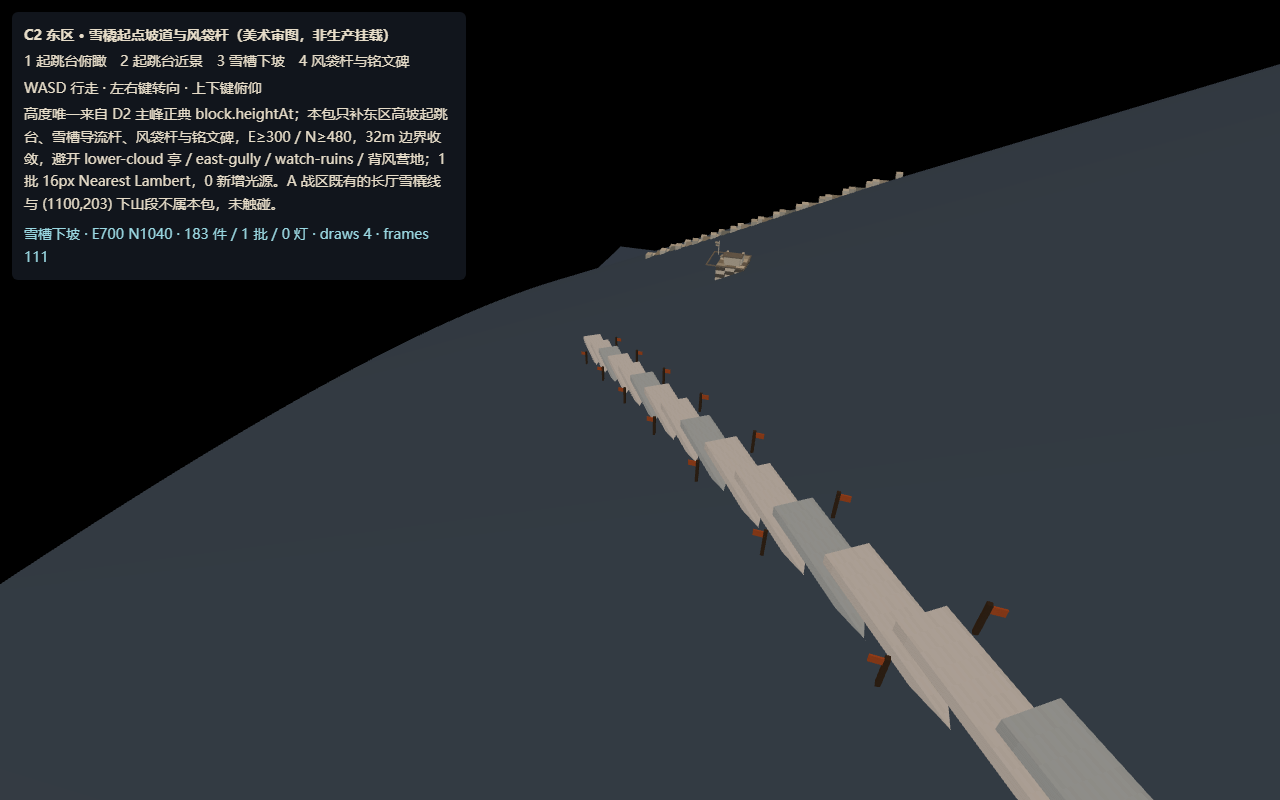 C2 东区 • 雪橇起点坡道与风袋杆（美术审图，非生产挂载）
1 起跳台俯瞰 2 起跳台近景 3 雪槽下坡 4 风袋杆与铭文碑
WASD 行走 · 左右键转向 · 上下键俯仰
高度唯一来自 D2 主峰正典 block.heightAt；本包只补东区高坡起跳
台、雪槽导流杆、风袋杆与铭文碑，E≥300 / N≥480，32m 边界收
敛，避开 lower-cloud 亭 / east-gully / watch-ruins / 背风营地；1
批 16px Nearest Lambert，0 新增光源。A 战区既有的长厅雪橇线
与 (1100,203) 下山段不属本包，未触碰。
雪槽下坡 · E700 N1040 · 183 件 / 1 批 / 0 灯 · draws 4 · frames
111